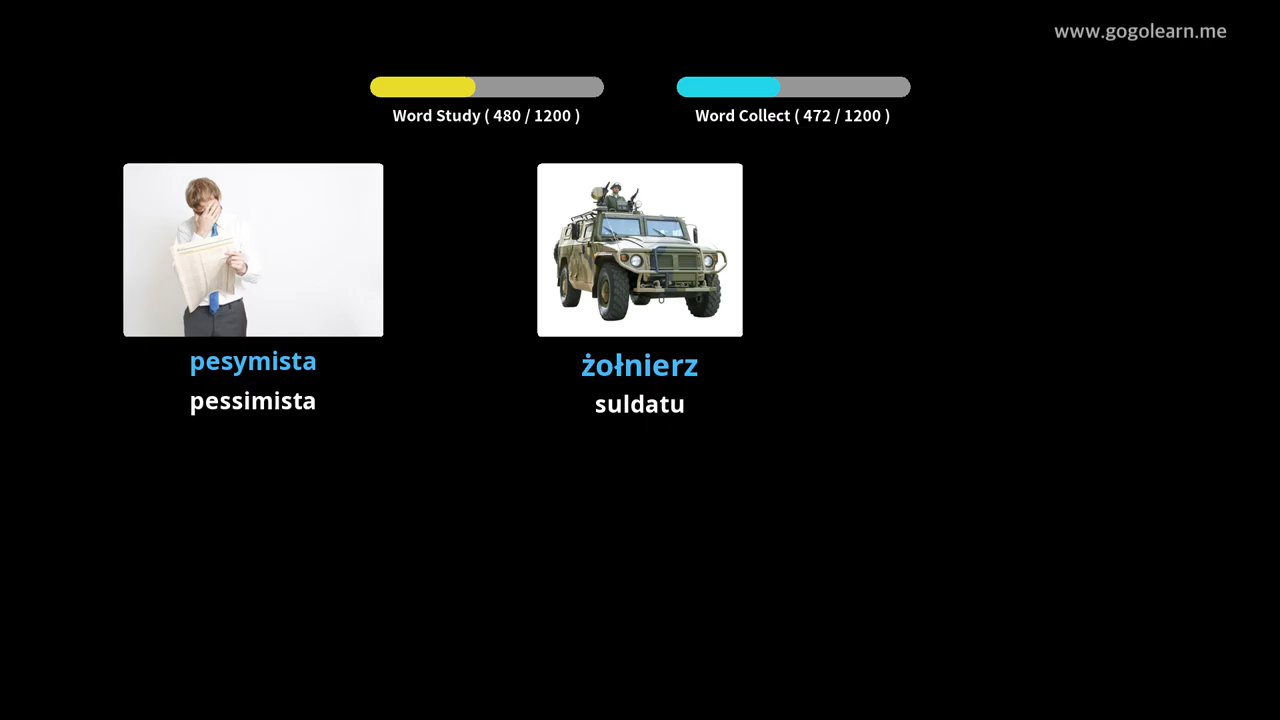 www.gogolearn.me
Word Study ( 480 / 1200 )
Word Collect ( 472 / 1200 )
pesymista
pessimista
żołnierz
suldatu